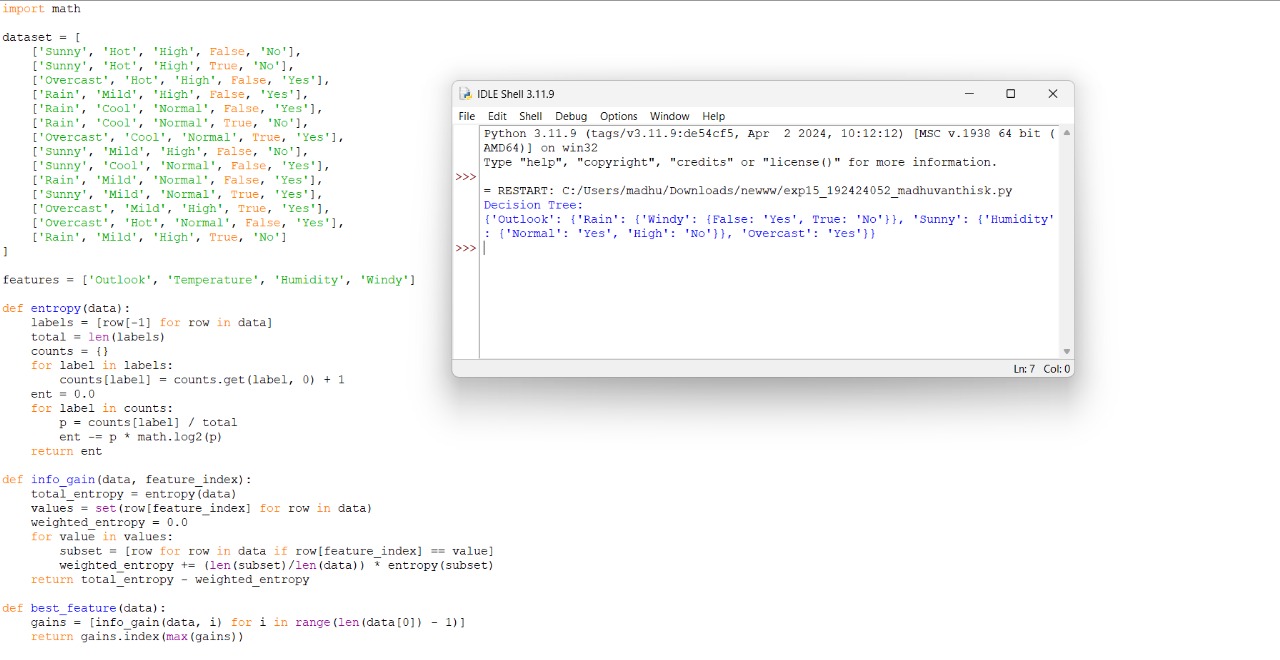 import math

dataset = [
    ['Sunny', 'Hot', 'High', False, 'No'],
    ['Sunny', 'Hot', 'High', True, 'No'],
    ['Overcast', 'Hot', 'High', False, 'Yes'],
    ['Rain', 'Mild', 'High', False, 'Yes'],
    ['Rain', 'Cool', 'Normal', False, 'Yes'],
    ['Rain', 'Cool', 'Normal', True, 'No'],
    ['Overcast', 'Cool', 'Normal', True, 'Yes'],
    ['Sunny', 'Mild', 'High', False, 'No'],
    ['Sunny', 'Cool', 'Normal', False, 'Yes'],
    ['Rain', 'Mild', 'Normal', False, 'Yes'],
    ['Sunny', 'Mild', 'Normal', True, 'Yes'],
    ['Overcast', 'Mild', 'High', True, 'Yes'],
    ['Overcast', 'Hot', 'Normal', False, 'Yes'],
    ['Rain', 'Mild', 'High', True, 'No']
]

features = ['Outlook', 'Temperature', 'Humidity', 'Windy']

def entropy(data):
    labels = [row[-1] for row in data]
    total = len(labels)
    counts = {}
    for label in labels:
        counts[label] = counts.get(label, 0) + 1
    ent = 0.0
    for label in counts:
        p = counts[label] / total
        ent -= p * math.log2(p)
    return ent

def info_gain(data, feature_index):
    total_entropy = entropy(data)
    values = set(row[feature_index] for row in data)
    weighted_entropy = 0.0
    for value in values:
        subset = [row for row in data if row[feature_index] == value]
        weighted_entropy += (len(subset)/len(data)) * entropy(subset)
    return total_entropy - weighted_entropy

def best_feature(data):
    gains = [info_gain(data, i) for i in range(len(data[0]) - 1)]
    return gains.index(max(gains))

IDLE Shell 3.11.9
File Edit Shell Debug Options Window Help
Python 3.11.9 (tags/v3.11.9:de54cf5, Apr  2 2024, 10:12:12) [MSC v.1938 64 bit (
AMD64)] on win32
Type "help", "copyright", "credits" or "license()" for more information.
>>>
= RESTART: C:/Users/madhu/Downloads/newww/exp15_192424052_madhuvanthisk.py
Decision Tree:
{'Outlook': {'Rain': {'Windy': {False: 'Yes', True: 'No'}}, 'Sunny': {'Humidity'
: {'Normal': 'Yes', 'High': 'No'}}, 'Overcast': 'Yes'}}
>>>
Ln: 7 Col: 0